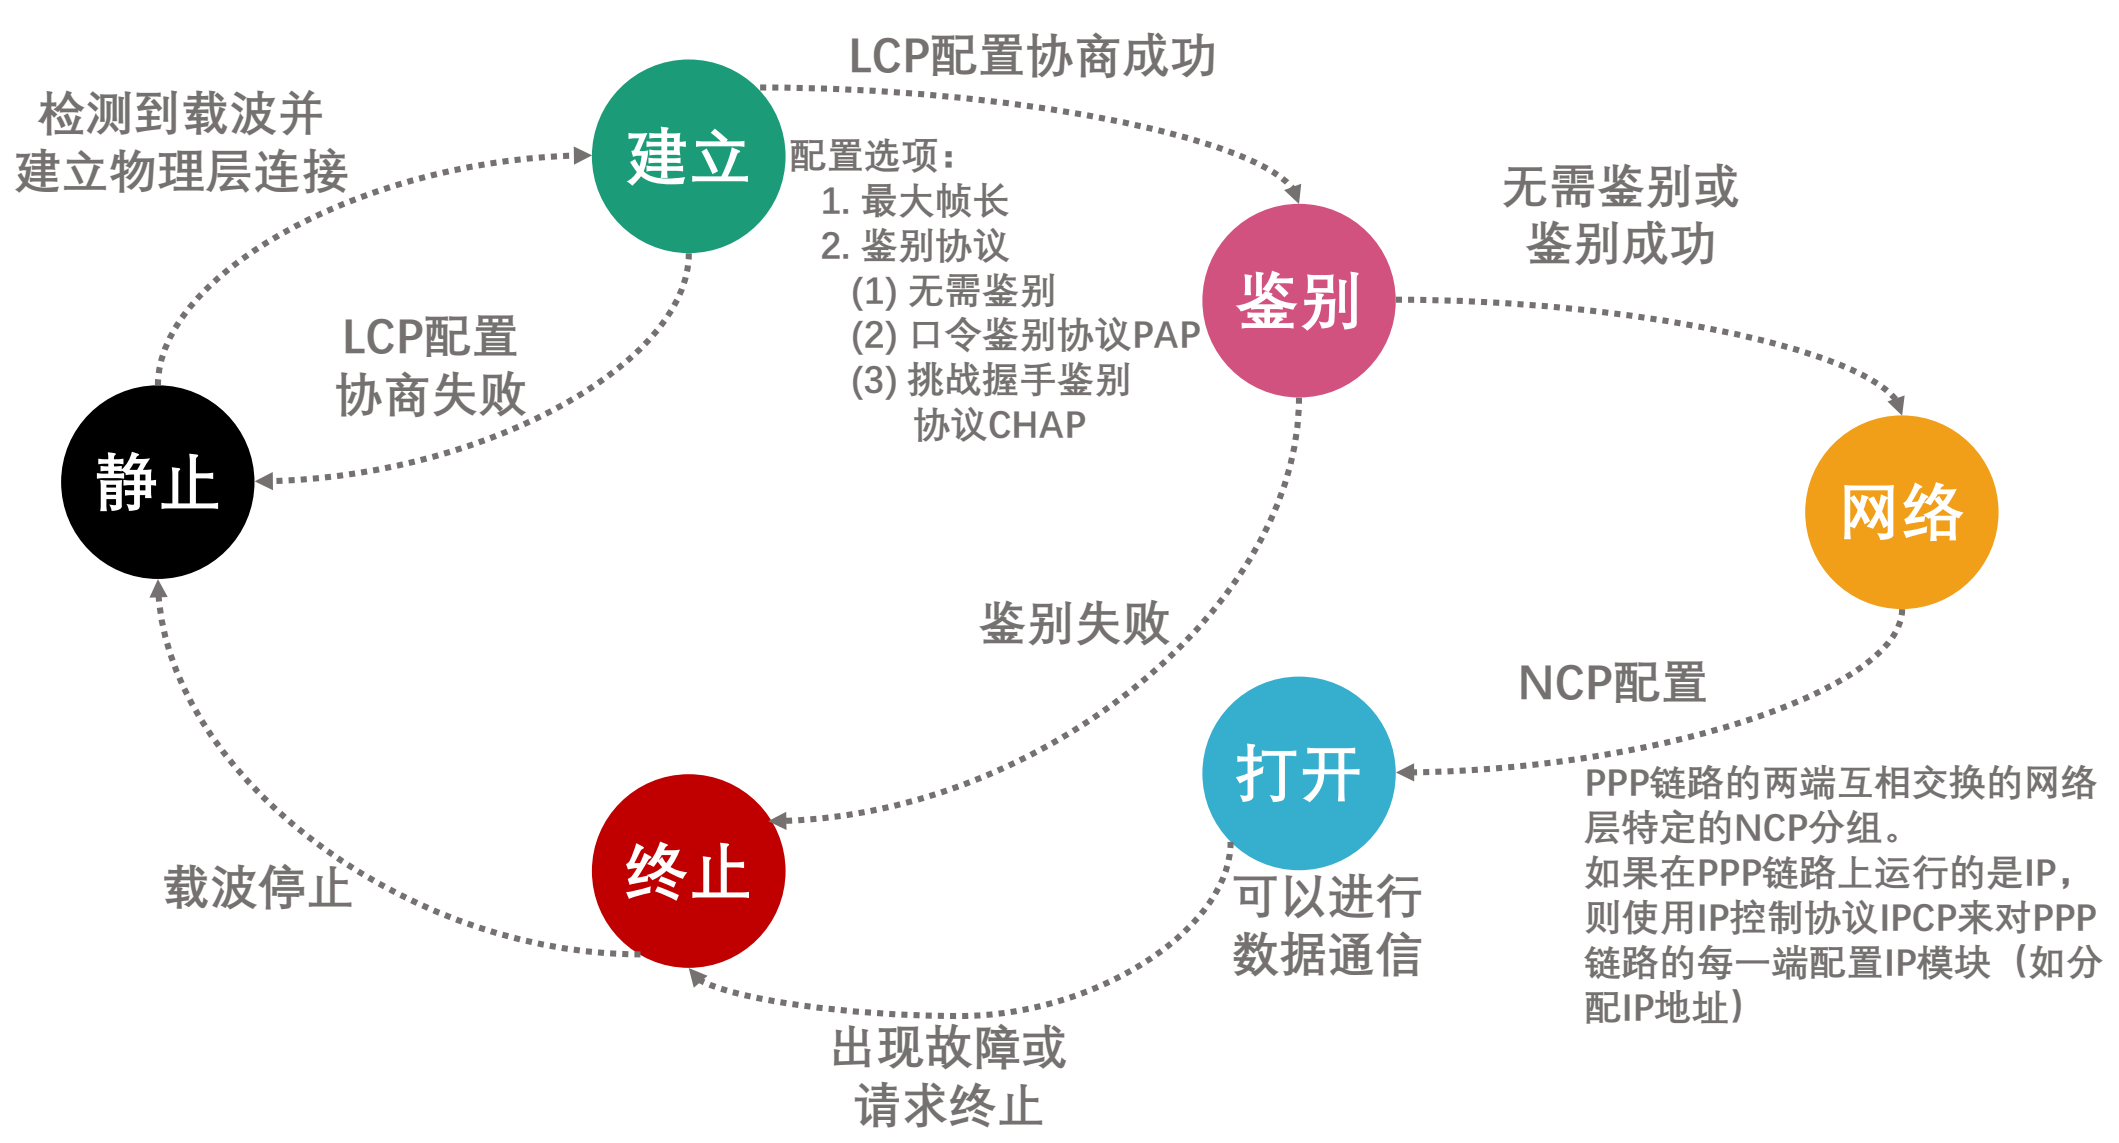 LCP配置协商成功
检测到载波并
建立物理层连接
建立
配置选项：
1. 最大帧长
2. 鉴别协议
(1) 无需鉴别
(2) 口令鉴别协议PAP
(3) 挑战握手鉴别
协议CHAP
无需鉴别或
鉴别成功
鉴别
LCP配置
协商失败
静止
网络
鉴别失败
NCP配置
打开
PPP链路的两端互相交换的网络
层特定的NCP分组。
如果在PPP链路上运行的是IP，
则使用IP控制协议IPCP来对PPP
链路的每一端配置IP模块（如分
配IP地址）
终止
载波停止
可以进行
数据通信
出现故障或
请求终止